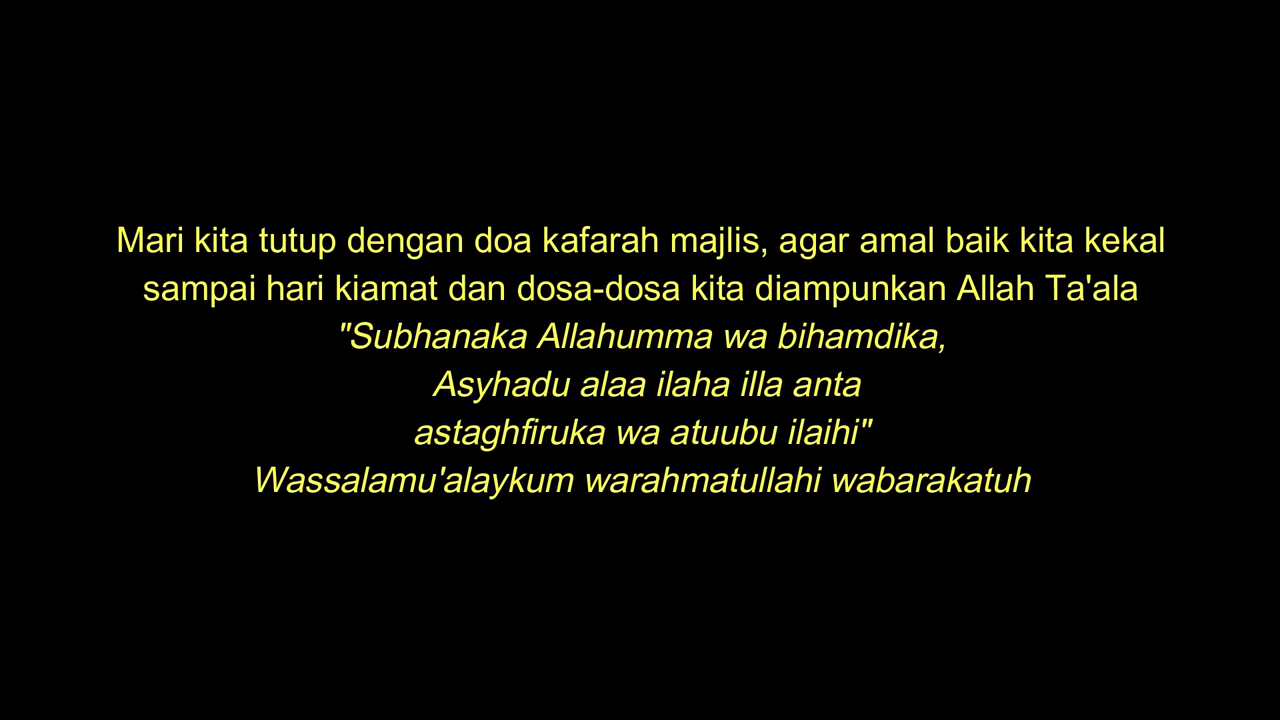 Mari kita tutup dengan doa kafarah majlis, agar amal baik kita kekal
sampai hari kiamat dan dosa-dosa kita diampunkan Allah Ta'ala
"Subhanaka Allahumma wa bihamdika,
Asyhadu alaa ilaha illa anta
astaghfiruka wa atuubu ilaihi"
Wassalamu'alaykum warahmatullahi wabarakatuh